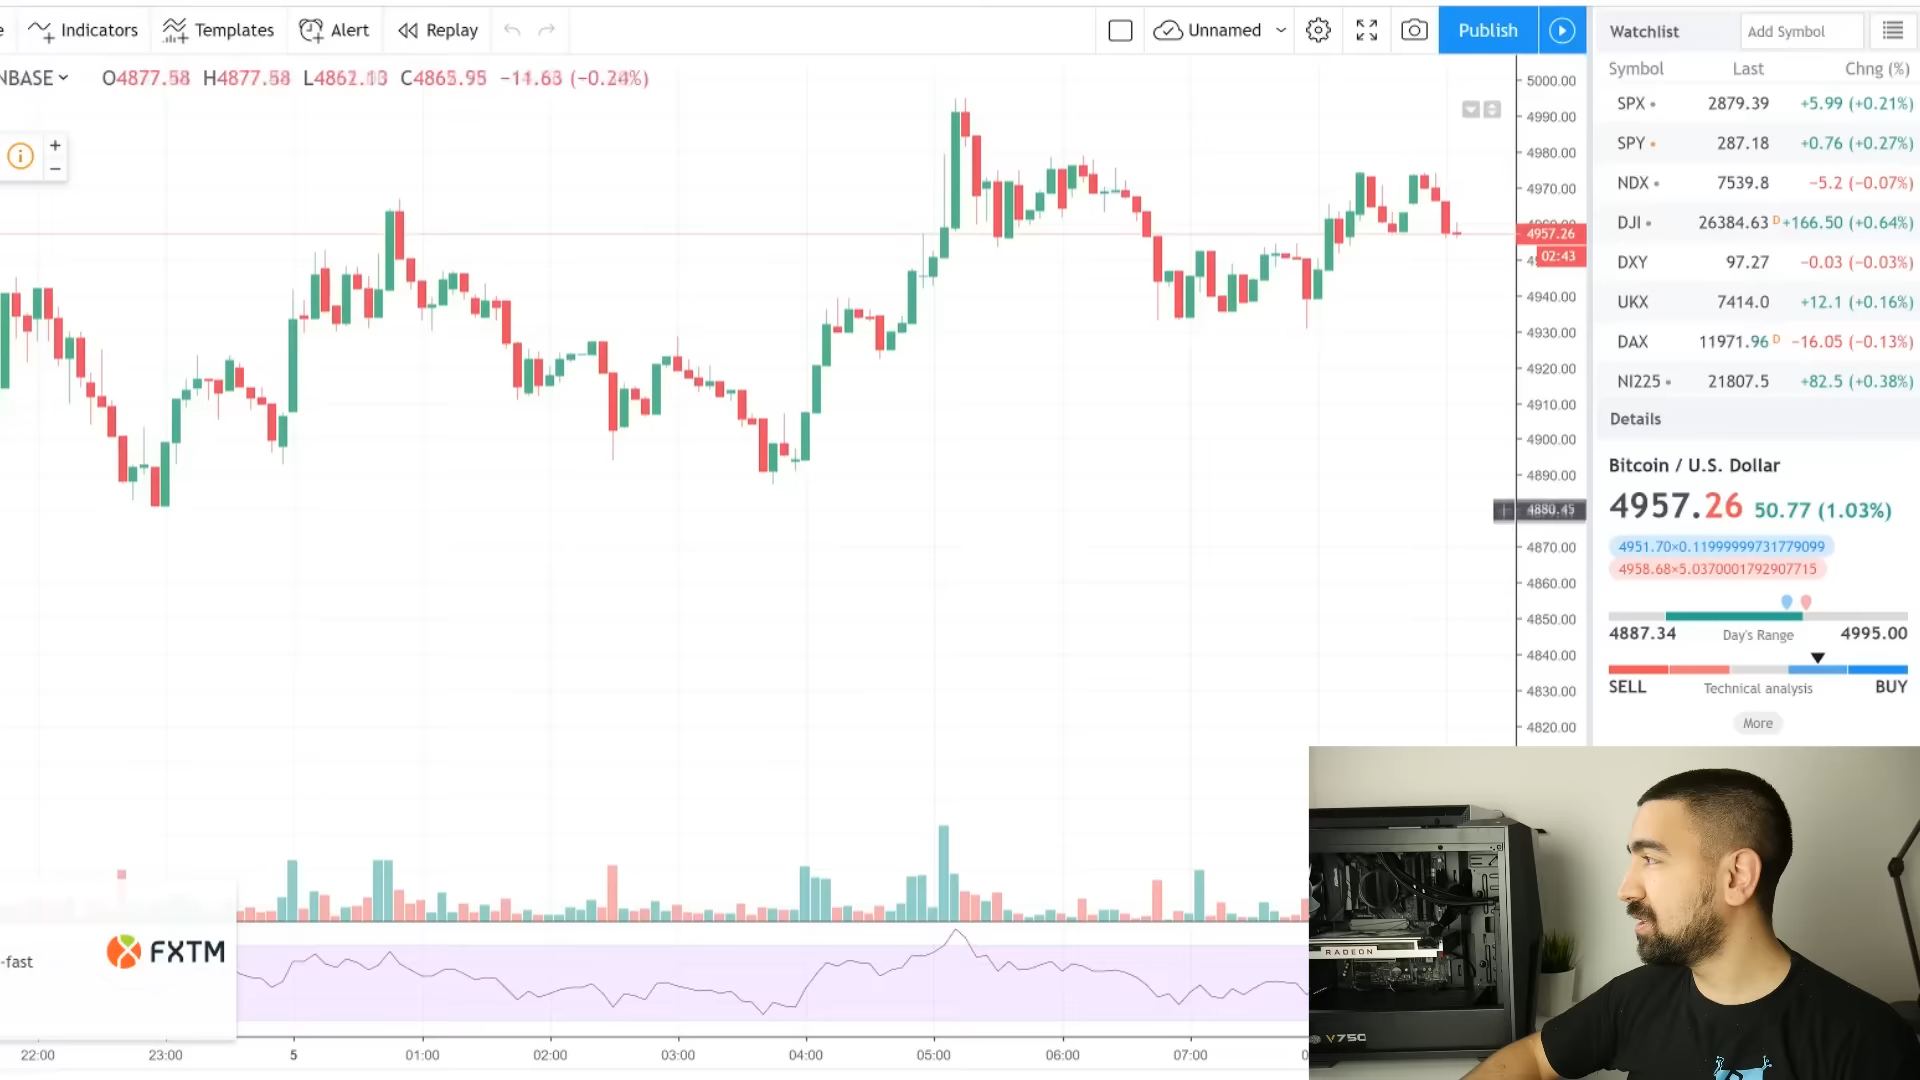 e Indicators Templates Alert Replay Unnamed Publish
NBASE O4877.58 H4877.58 L4862.13 C4865.95 −11.63 (−0.24%)
+
−
5000.00
4990.00
4980.00
4970.00
4957.26
02:43
4940.00
4930.00
4920.00
4910.00
4900.00
4890.00
4880.45
4870.00
4860.00
4850.00
4840.00
4830.00
4820.00
Watchlist Add Symbol
Symbol Last Chng (%)
SPX 2879.39 +5.99 (+0.21%)
SPY 287.18 +0.76 (+0.27%)
NDX 7539.8 −5.2 (−0.07%)
DJI 26384.63 D +166.50 (+0.64%)
DXY 97.27 −0.03 (−0.03%)
UKX 7414.0 +12.1 (+0.16%)
DAX 11971.96 D −16.05 (−0.13%)
NI225 21807.5 +82.5 (+0.38%)
Details
Bitcoin / U.S. Dollar
4957.26 50.77 (1.03%)
4951.70×0.11999999731779099
4958.68×5.0370001792907715
4887.34 Day's Range 4995.00
SELL Technical analysis BUY
More
-fast FXTM
22:00 23:00 5 01:00 02:00 03:00 04:00 05:00 06:00 07:00 0
RADEON
V750